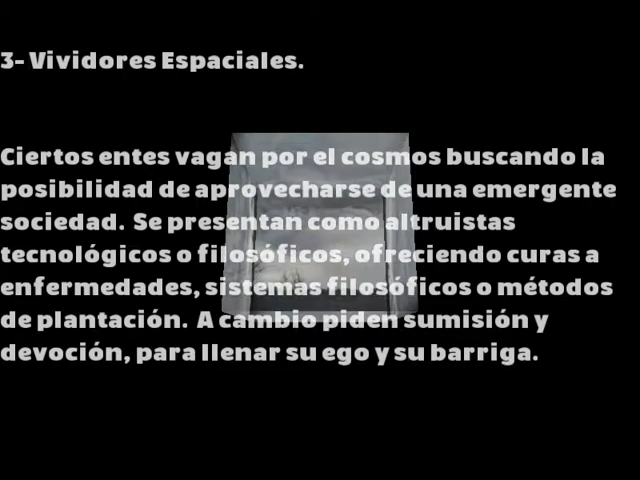 3- Vividores Espaciales.
Ciertos entes vagan por el cosmos buscando la
posibilidad de aprovecharse de una emergente
sociedad. Se presentan como altruistas
tecnológicos o filosóficos, ofreciendo curas a
enfermedades, sistemas filosóficos o métodos
de plantación. A cambio piden sumisión y
devoción, para llenar su ego y su barriga.